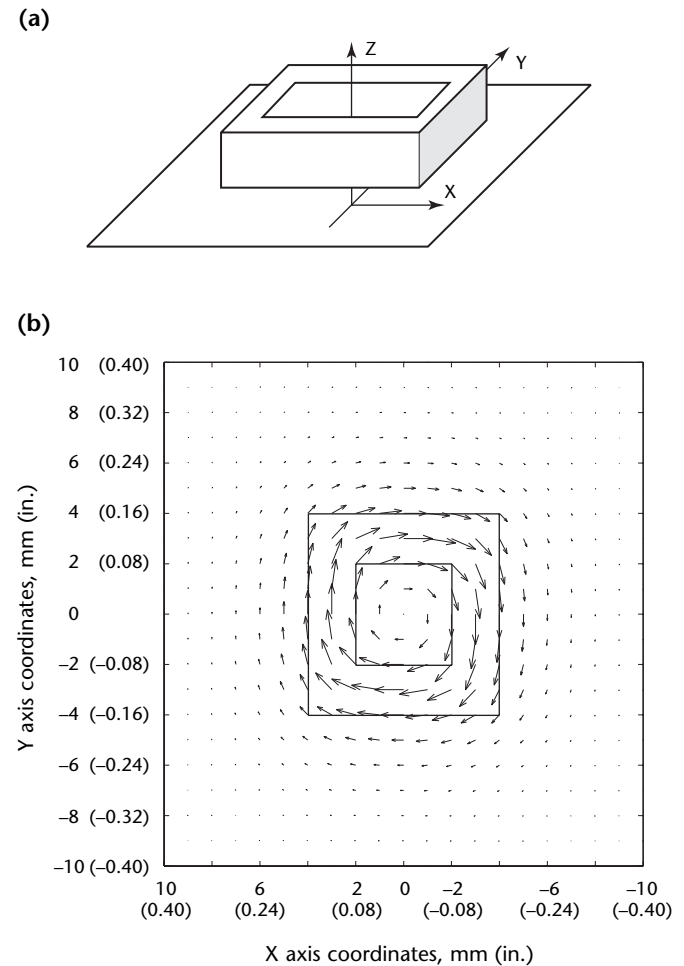 (a)
Z
Y
X
(b)
10 (0.40)
8 (0.32)
6 (0.24)
4 (0.16)
2 (0.08)
0
–2 (–0.08)
–4 (–0.16)
–6 (–0.24)
–8 (–0.32)
–10 (–0.40)
Y axis coordinates, mm (in.)
10 6 2 0 –2 –6 –10
(0.40) (0.24) (0.08) (–0.08) (–0.24) (–0.40)
X axis coordinates, mm (in.)